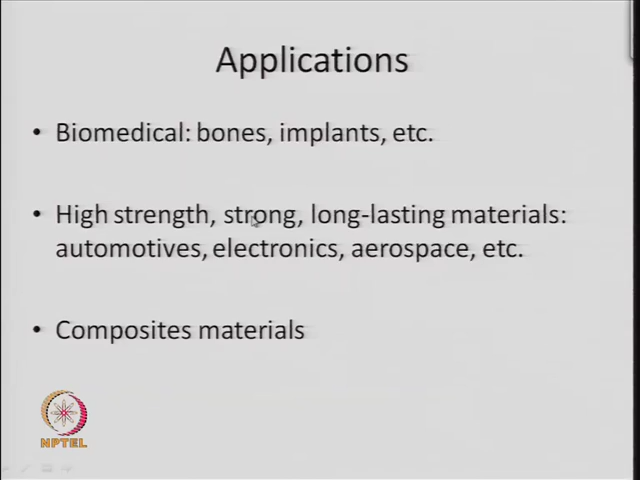 Applications
• Biomedical: bones, implants, etc.
• High strength, strong, long-lasting materials:
automotives, electronics, aerospace, etc.
• Composites materials
NPTEL